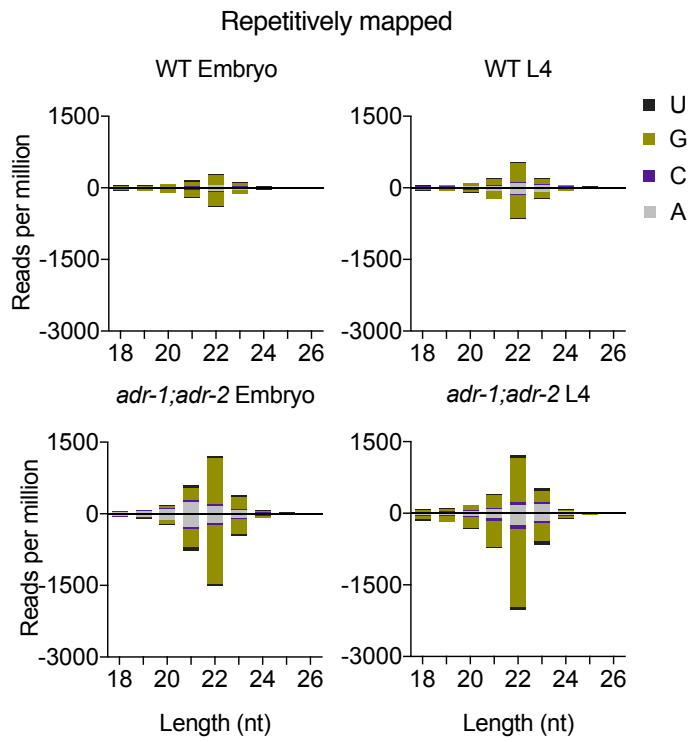 Repetitively mapped
WT Embryo
WT L4
Reads per million
1500
0
-1500
-3000
18 20 22 24 26
1500
0
-1500
-3000
18 20 22 24 26
U
G
C
A
adr-1;adr-2 Embryo
adr-1;adr-2 L4
Reads per million
1500
0
-1500
-3000
18 20 22 24 26
Length (nt)
1500
0
-1500
-3000
18 20 22 24 26
Length (nt)